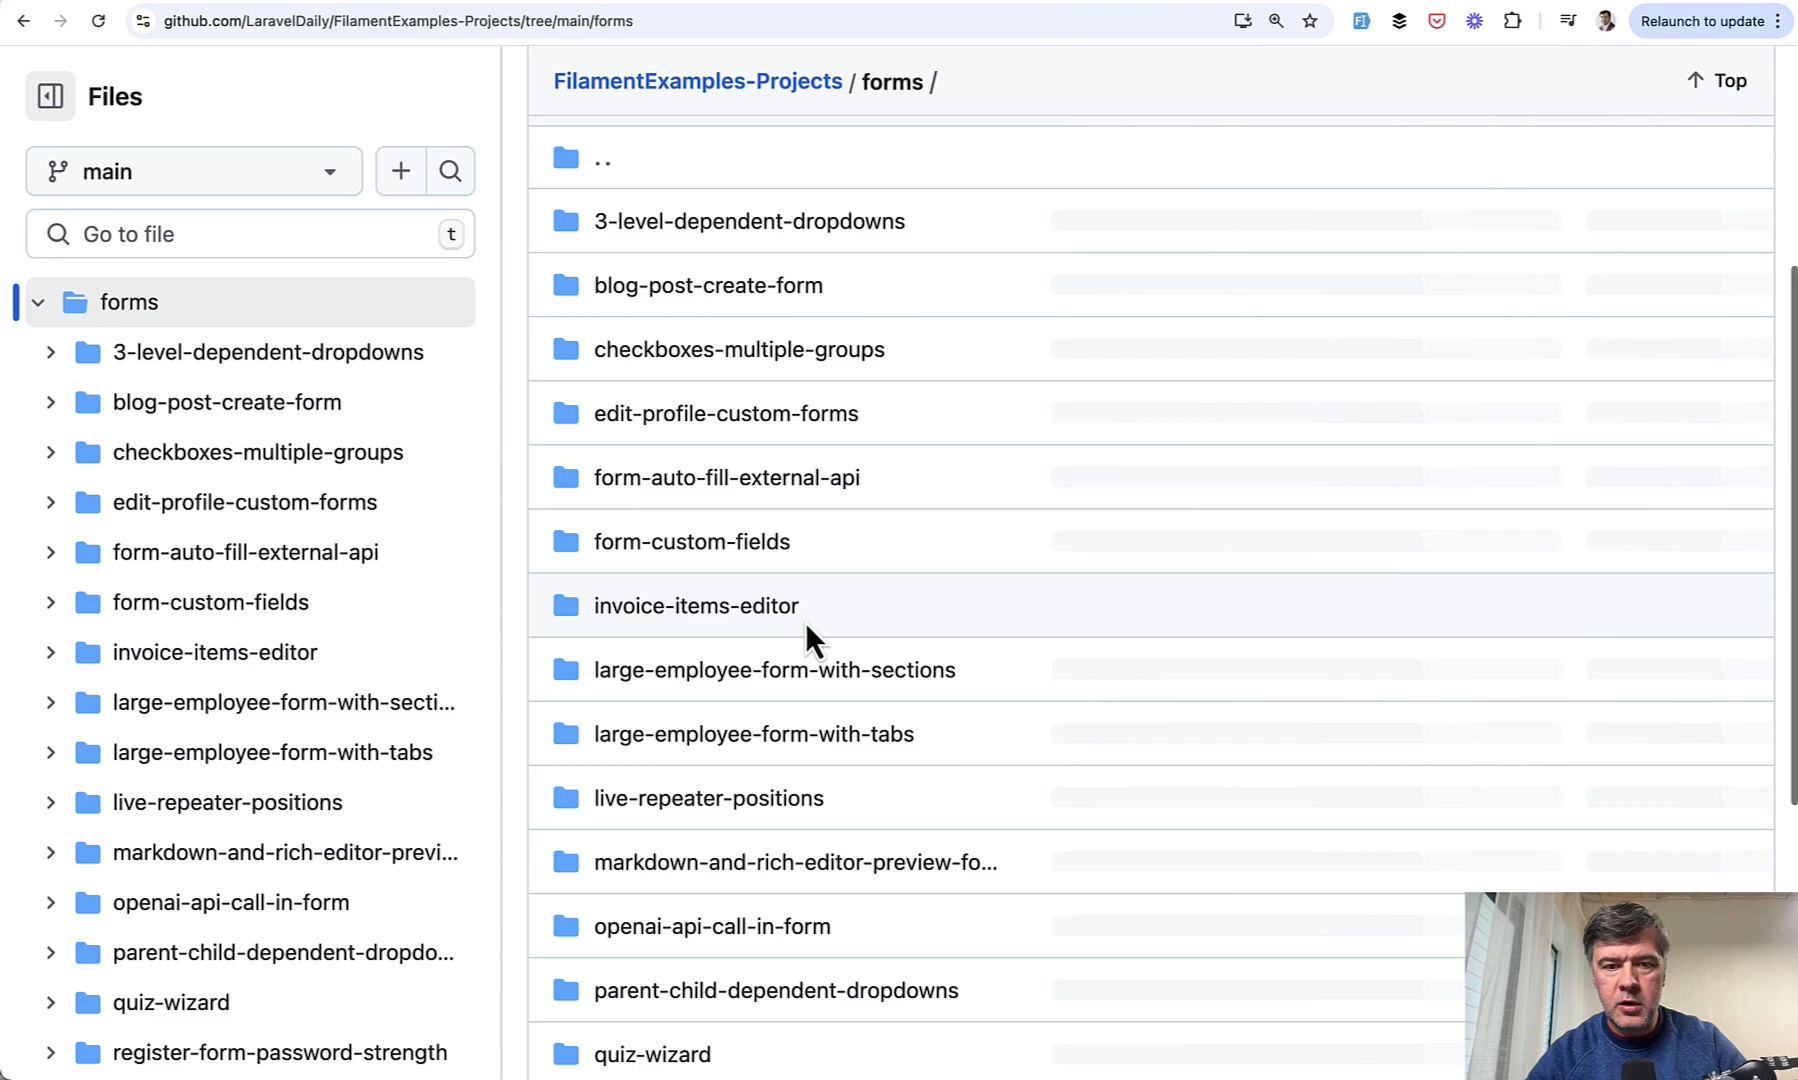 github.com/LaravelDaily/FilamentExamples-Projects/tree/main/forms
Relaunch to update
Files
main
Go to file
t
forms
3-level-dependent-dropdowns
blog-post-create-form
checkboxes-multiple-groups
edit-profile-custom-forms
form-auto-fill-external-api
form-custom-fields
invoice-items-editor
large-employee-form-with-secti...
large-employee-form-with-tabs
live-repeater-positions
markdown-and-rich-editor-previ...
openai-api-call-in-form
parent-child-dependent-dropdo...
quiz-wizard
register-form-password-strength
FilamentExamples-Projects / forms /
Top
..
3-level-dependent-dropdowns
blog-post-create-form
checkboxes-multiple-groups
edit-profile-custom-forms
form-auto-fill-external-api
form-custom-fields
invoice-items-editor
large-employee-form-with-sections
large-employee-form-with-tabs
live-repeater-positions
markdown-and-rich-editor-preview-fo...
openai-api-call-in-form
parent-child-dependent-dropdowns
quiz-wizard